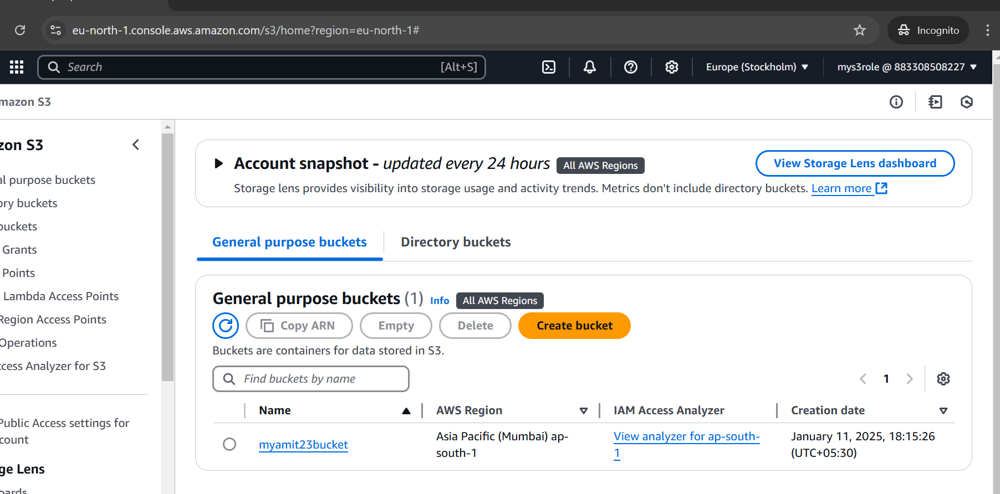 eu-north-1.console.aws.amazon.com/s3/home?region=eu-north-1#
Incognito
Search
[Alt+S]
Europe (Stockholm)
mys3role @ 883308508227
mazon S3
zon S3
al purpose buckets
ory buckets
buckets
Grants
Points
Lambda Access Points
Region Access Points
Operations
ccess Analyzer for S3
Public Access settings for
count
ge Lens
oards
Account snapshot - updated every 24 hours All AWS Regions
View Storage Lens dashboard
Storage lens provides visibility into storage usage and activity trends. Metrics don't include directory buckets. Learn more
General purpose buckets
Directory buckets
General purpose buckets (1) Info All AWS Regions
Copy ARN
Empty
Delete
Create bucket
Buckets are containers for data stored in S3.
Find buckets by name
1
Name
AWS Region
IAM Access Analyzer
Creation date
myamit23bucket
Asia Pacific (Mumbai) ap-
south-1
View analyzer for ap-south-
1
January 11, 2025, 18:15:26
(UTC+05:30)